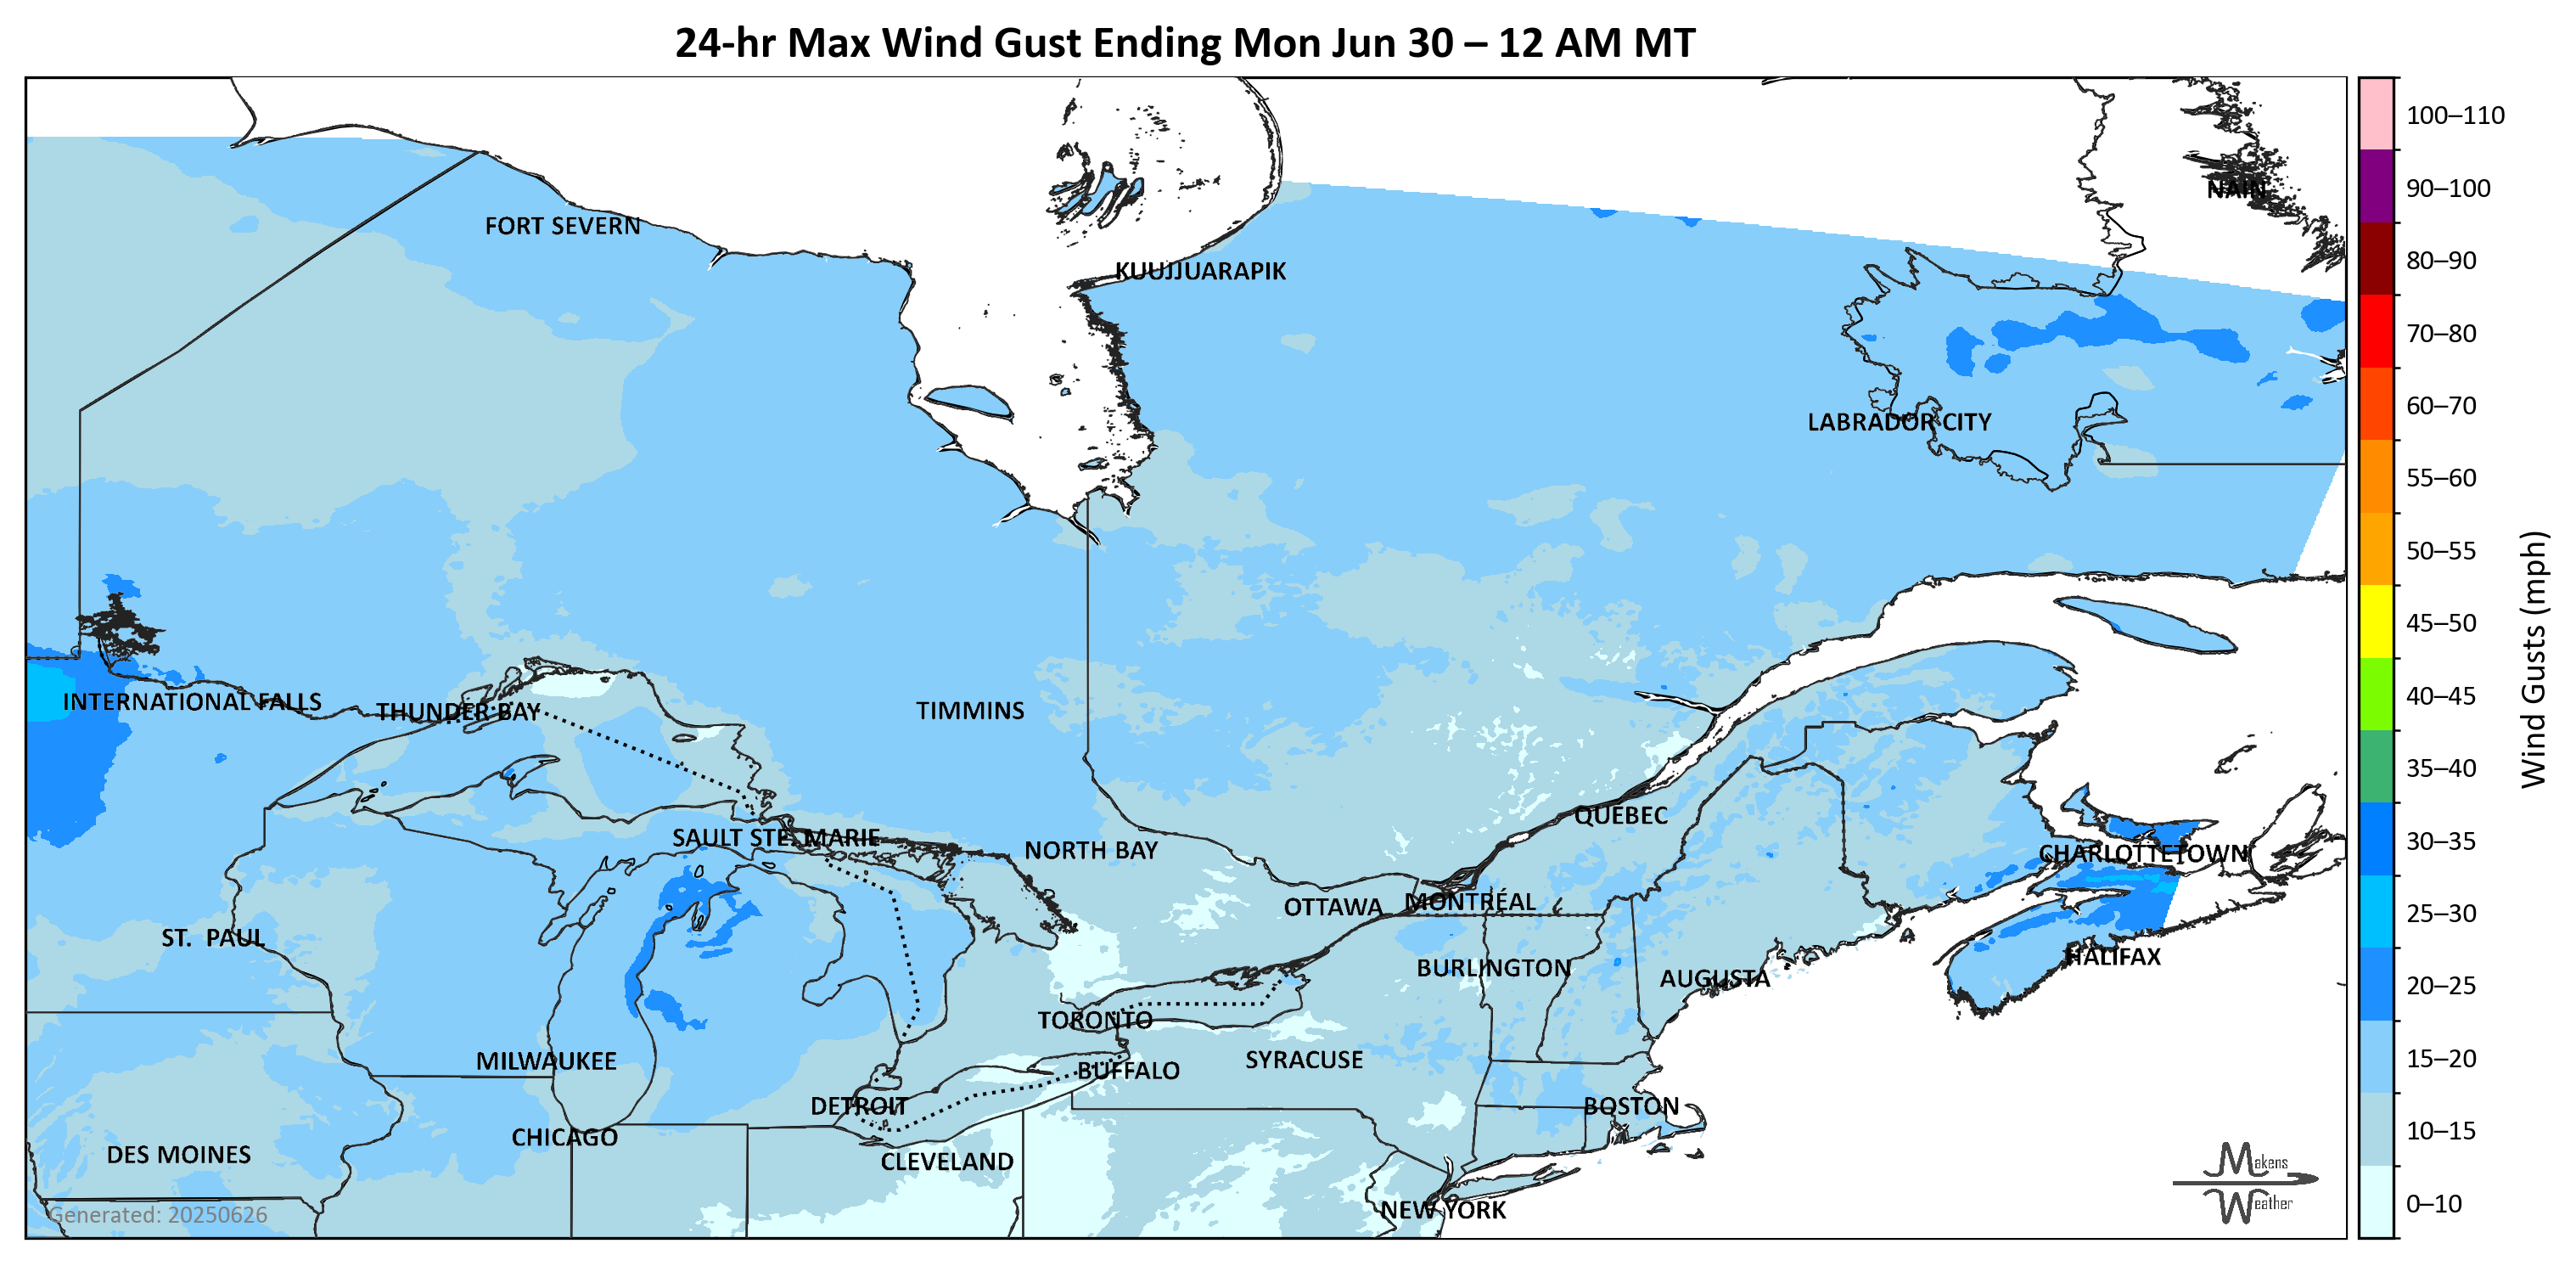 24-hr Max Wind Gust Ending Mon Jun 30 – 12 AM MT
100–110
90–100
NAIN
FORT SEVERN
80–90
KUUJJUARAPIK
70–80
60–70
LABRADOR CITY
55–60
50–55
45–50
40–45
INTERNATIONAL FALLS
THUNDER BAY
TIMMINS
Wind Gusts (mph)
35–40
QUEBEC
30–35
SAULT STE. MARIE
NORTH BAY
CHARLOTTETOWN
25–30
OTTAWA
MONTRÉAL
ST. PAUL
HALIFAX
BURLINGTON
AUGUSTA
20–25
TORONTO
MILWAUKEE
SYRACUSE
BUFFALO
15–20
DETROIT
BOSTON
10–15
CHICAGO
DES MOINES
CLEVELAND
Makens
Weather
0–10
NEW YORK
Generated: 20250626